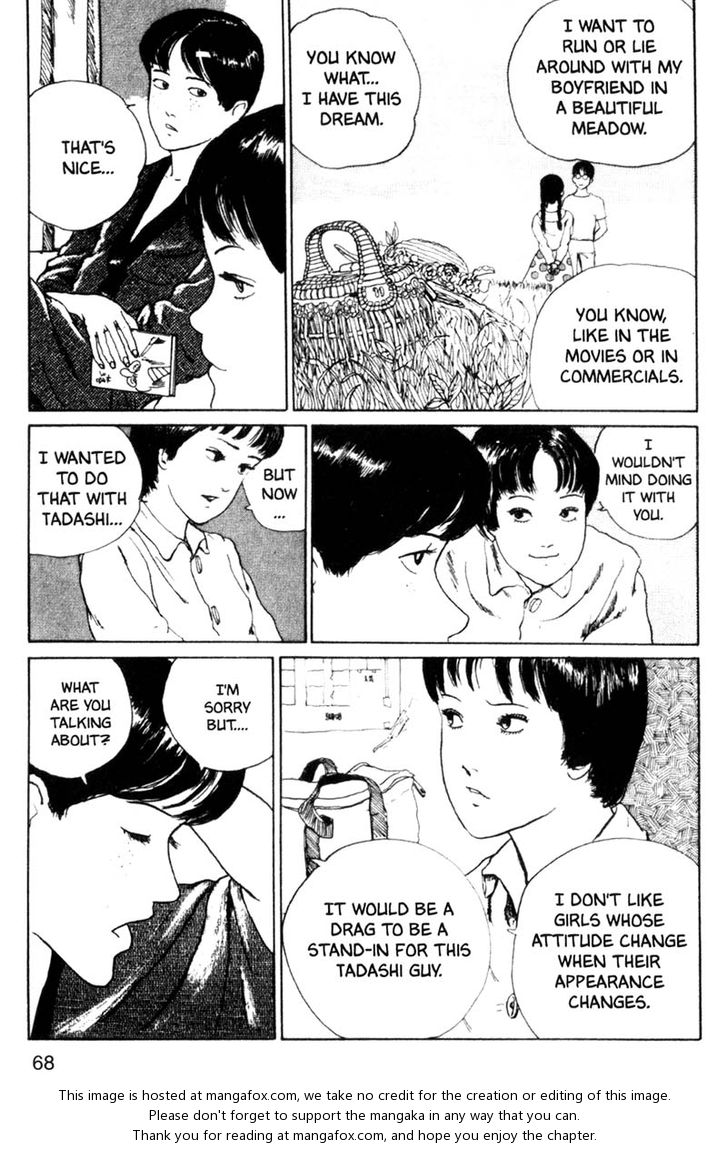 THAT'S
NICE...
YOU KNOW
WHAT...
I HAVE THIS
DREAM.
I WANT TO
RUN OR LIE
AROUND WITH MY
BOYFRIEND IN
A BEAUTIFUL
MEADOW.
YOU KNOW,
LIKE IN THE
MOVIES OR IN
COMMERCIALS.
I WANTED
TO DO
THAT WITH
TADASHI...
BUT
NOW
...
I
WOULDN'T
MIND DOING
IT WITH
YOU.
WHAT
ARE YOU
TALKING
ABOUT?
I'M
SORRY
BUT....
IT WOULD BE A
DRAG TO BE A
STAND-IN FOR THIS
TADASHI GUY.
I DON'T LIKE
GIRLS WHOSE
ATTITUDE CHANGE
WHEN THEIR
APPEARANCE
CHANGES.
68
This image is hosted at mangafox.com, we take no credit for the creation or editing of this image.
Please don't forget to support the mangaka in any way that you can.
Thank you for reading at mangafox.com, and hope you enjoy the chapter.